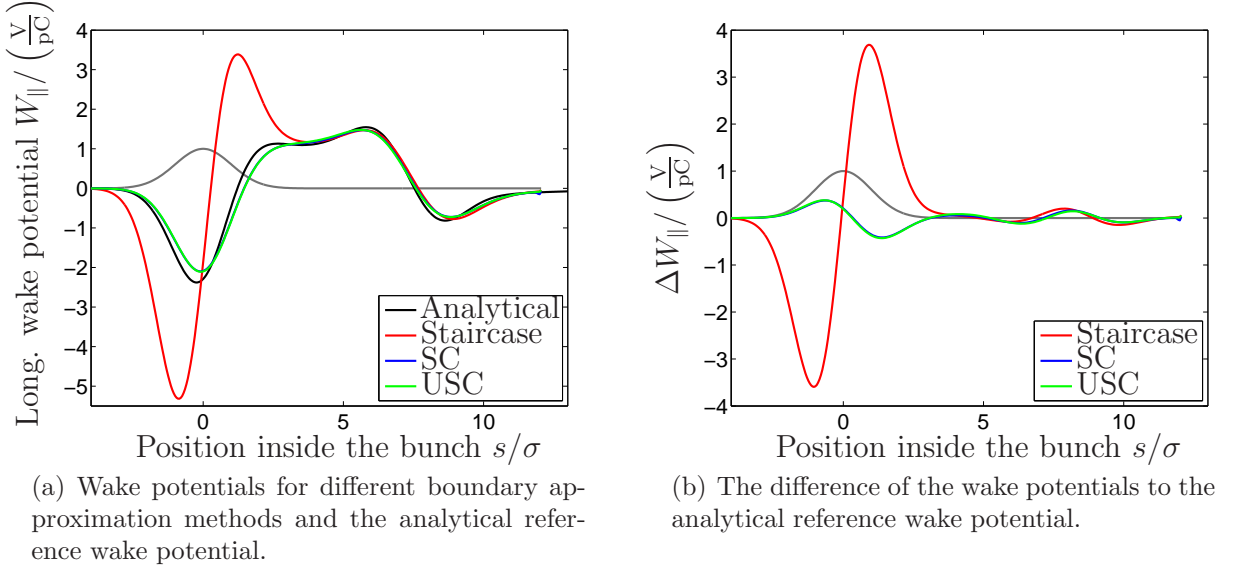 Long. wake potential W∥/ (V/pC)
4
3
2
1
0
−1
−2
−3
−4
−5
0
5
10
Analytical
Staircase
SC
USC
Position inside the bunch s/σ
(a) Wake potentials for different boundary ap-
proximation methods and the analytical refer-
ence wake potential.
ΔW∥/ (V/pC)
4
3
2
1
0
−1
−2
−3
−4
0
5
10
Staircase
SC
USC
Position inside the bunch s/σ
(b) The difference of the wake potentials to the
analytical reference wake potential.